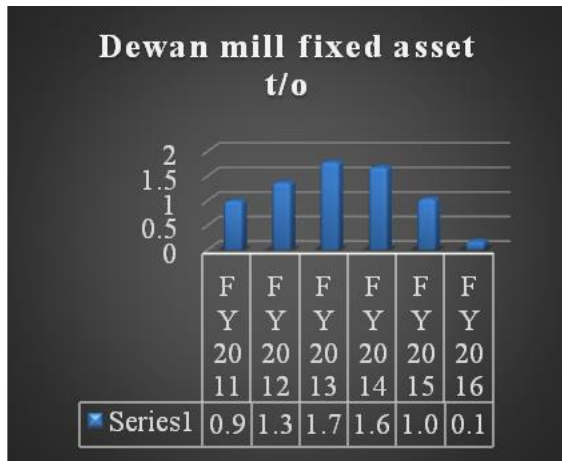 Dewan mill fixed asset
t/o
2
1.5
1
0.5
0
F F F F F F
Y Y Y Y Y Y
20 20 20 20 20 20
11 12 13 14 15 16
Series1 0.9 1.3 1.7 1.6 1.0 0.1